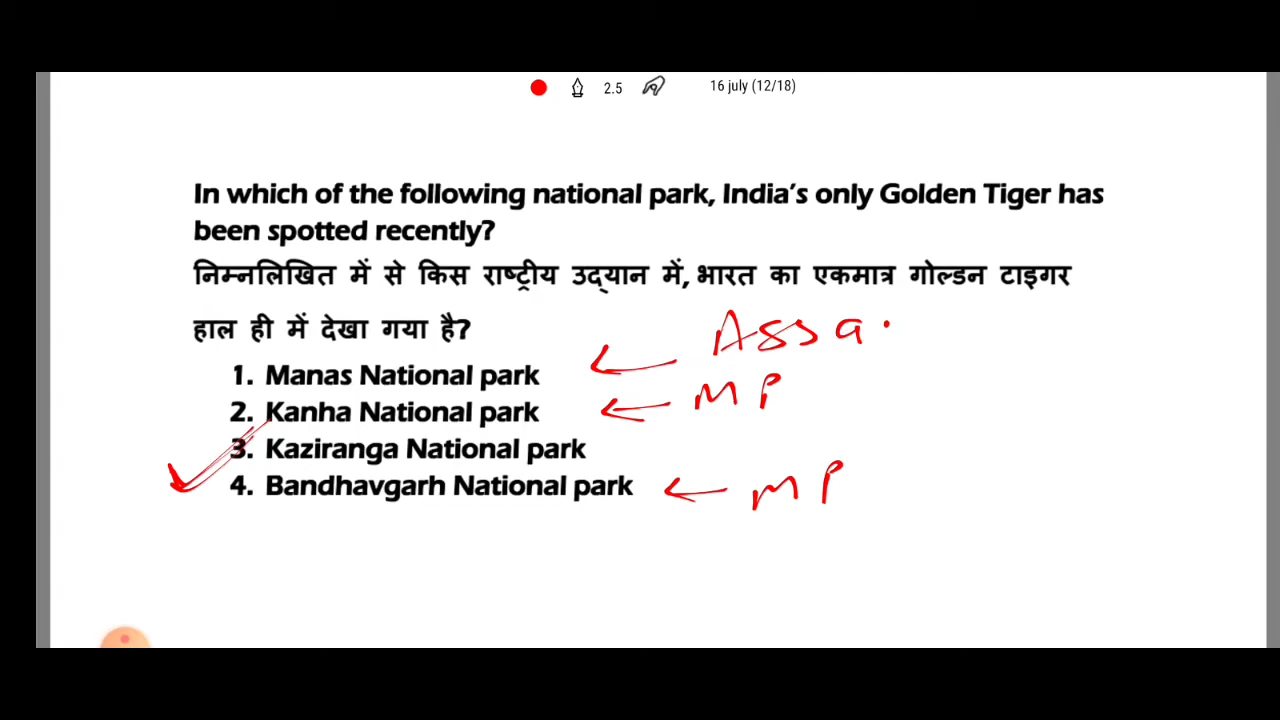 2.5 16 july (12/18)
In which of the following national park, India's only Golden Tiger has
been spotted recently?
निम्नलिखित में से किस राष्ट्रीय उद्यान में, भारत का एकमात्र गोल्डन टाइगर
हाल ही में देखा गया है?
Assa
1. Manas National park
MP
2. Kanha National park
3. Kaziranga National park
4. Bandhavgarh National park
MP